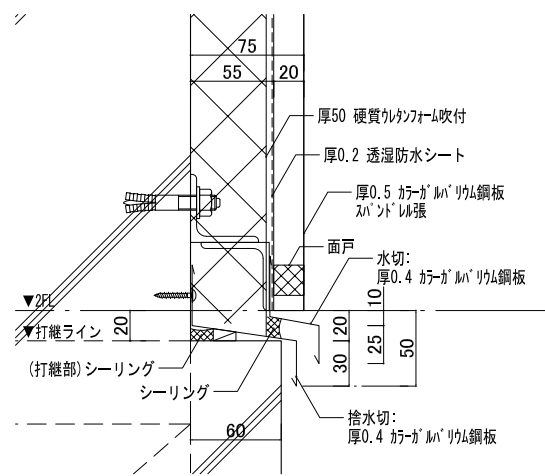 75
55
20
厚50 硬質ウレタンフォーム吹付
厚0.2 透湿防水シート
厚0.5 カラーガルバリウム鋼板
スパンドレル張
面戸
水切:
厚0.4 カラーガルバリウム鋼板
▼2FL
▼打継ライン
20
10
20
25
30
50
(打継部)シーリング
シーリング
60
捨水切:
厚0.4 カラーガルバリウム鋼板